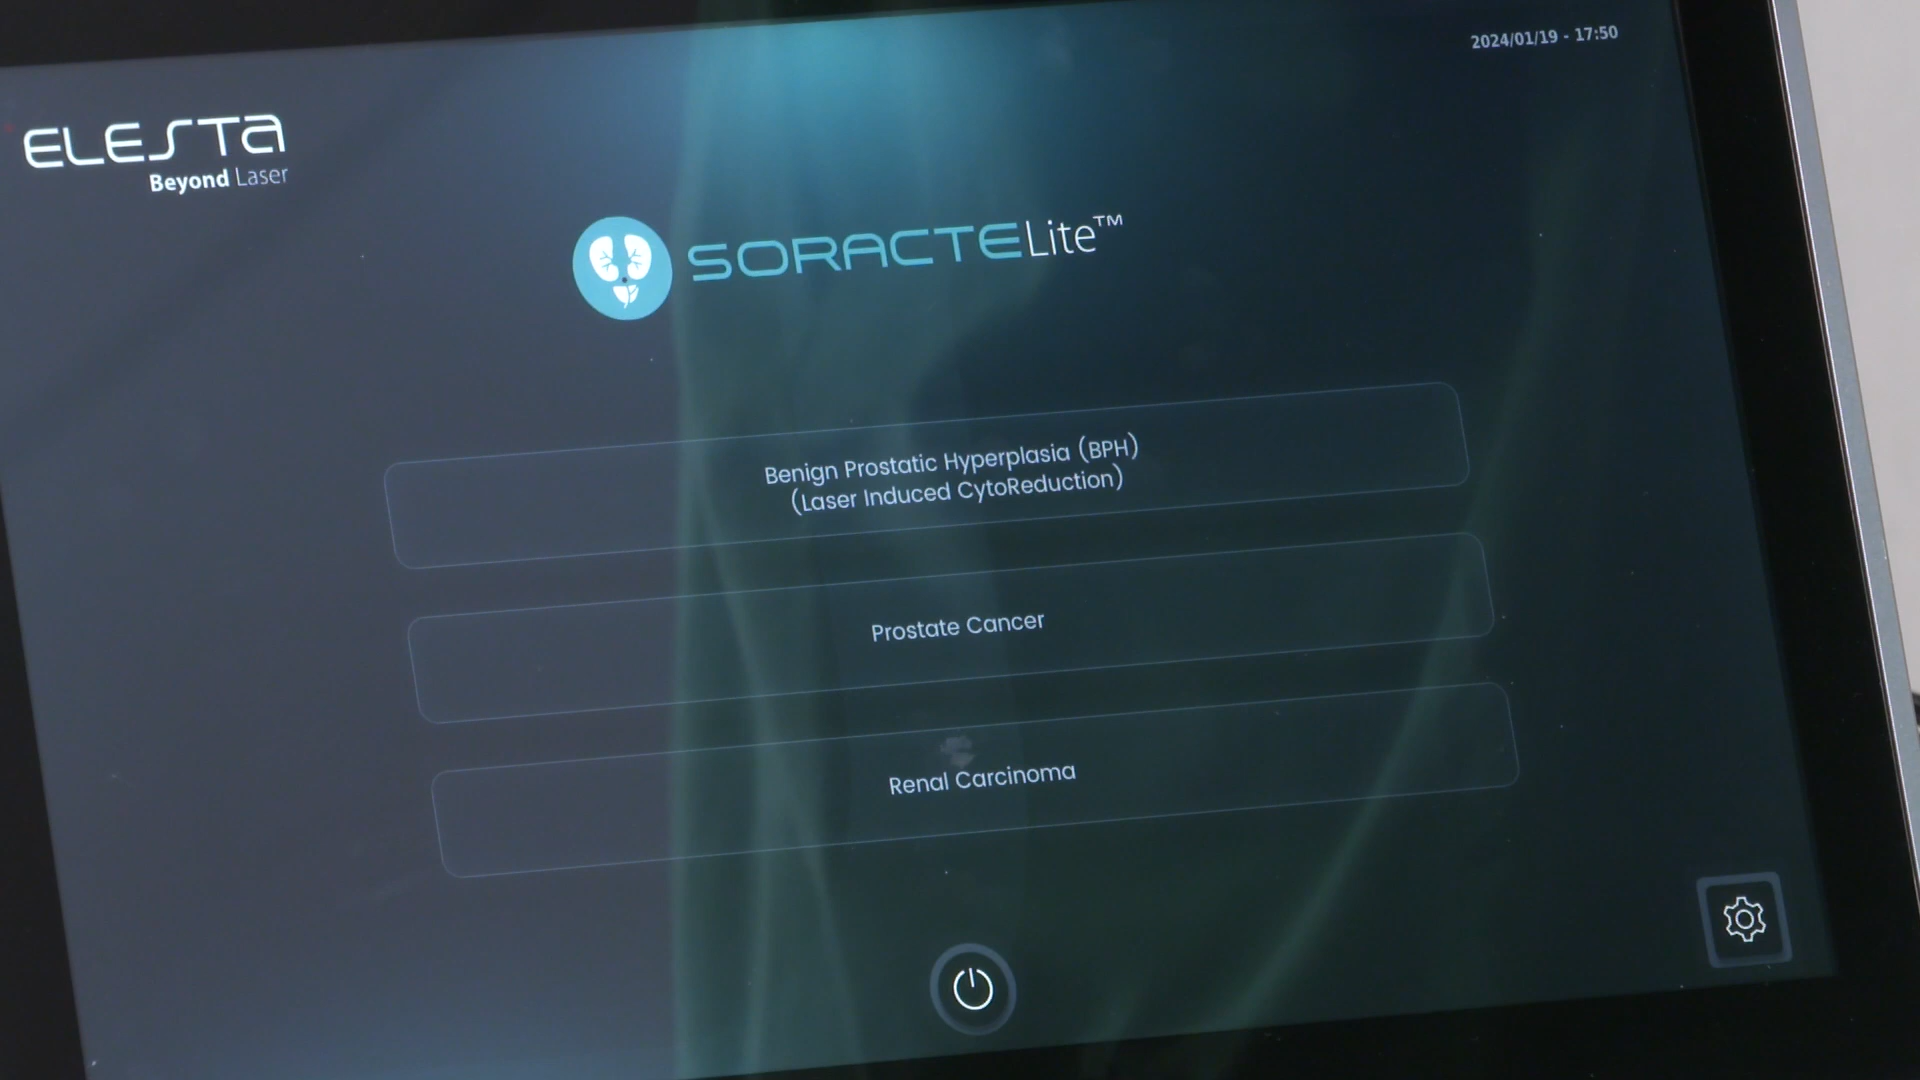 2024/01/19 - 17:50
ELESTA
Beyond Laser
SORACTELite™
Benign Prostatic Hyperplasia (BPH)
(Laser Induced CytoReduction)
Prostate Cancer
Renal Carcinoma